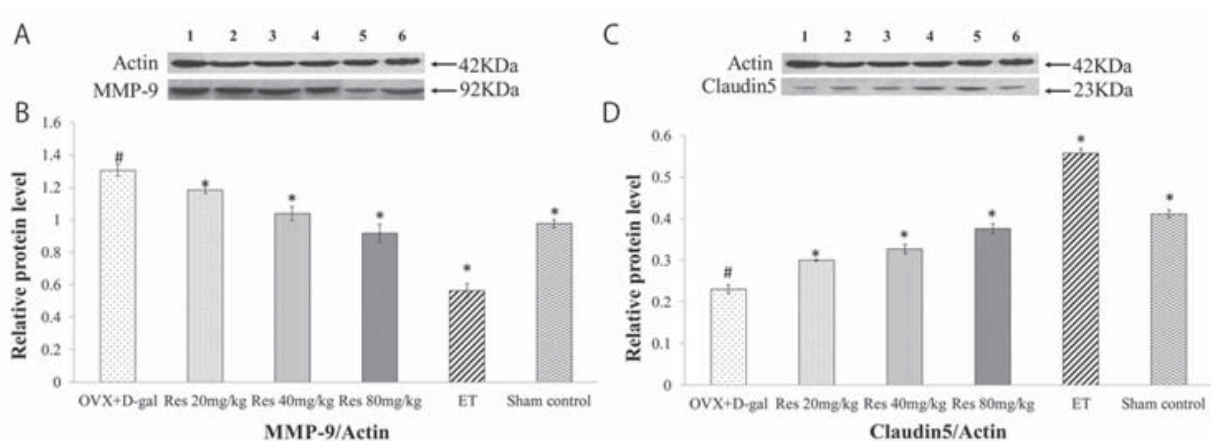 A
1 2 3 4 5 6
Actin
42KDa
MMP-9
92KDa
B
Relative protein level
1.6
1.4
1.2
1
0.8
0.6
0.4
0.2
0
#
*
*
*
*
*
OVX+D-gal Res 20mg/kg Res 40mg/kg Res 80mg/kg ET Sham control
MMP-9/Actin
C
1 2 3 4 5 6
Actin
42KDa
Claudin5
23KDa
D
Relative protein level
0.6
0.5
0.4
0.3
0.2
0.1
0
#
*
*
*
*
*
OVX+D-gal Res 20mg/kg Res 40mg/kg Res 80mg/kg ET Sham control
Claudin5/Actin